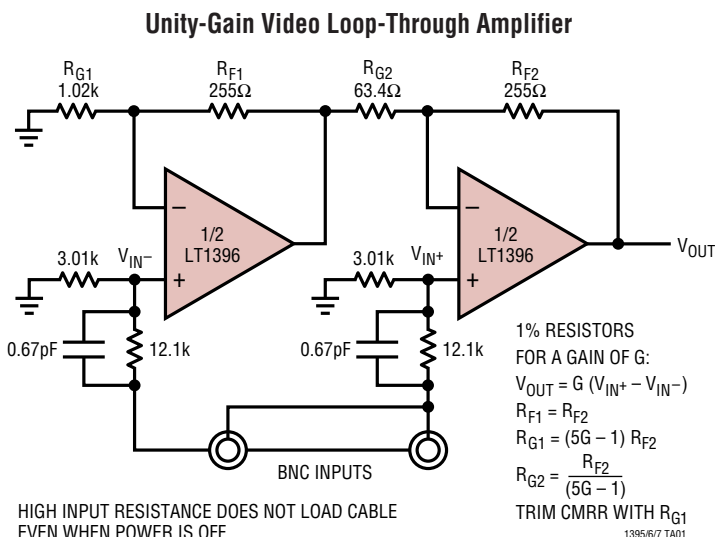 Unity-Gain Video Loop-Through Amplifier
RG1
1.02k
RF1
255Ω
RG2
63.4Ω
RF2
255Ω
–
1/2
LT1396
+
–
1/2
LT1396
+
VOUT
3.01k
VIN–
3.01k
VIN+
0.67pF
12.1k
0.67pF
12.1k
BNC INPUTS
1% RESISTORS
FOR A GAIN OF G:
VOUT = G (VIN+ – VIN–)
RF1 = RF2
RG1 = (5G – 1) RF2
RG2 = RF2
(5G – 1)
TRIM CMRR WITH RG1
HIGH INPUT RESISTANCE DOES NOT LOAD CABLE
EVEN WHEN POWER IS OFF
1395/6/7 TA01